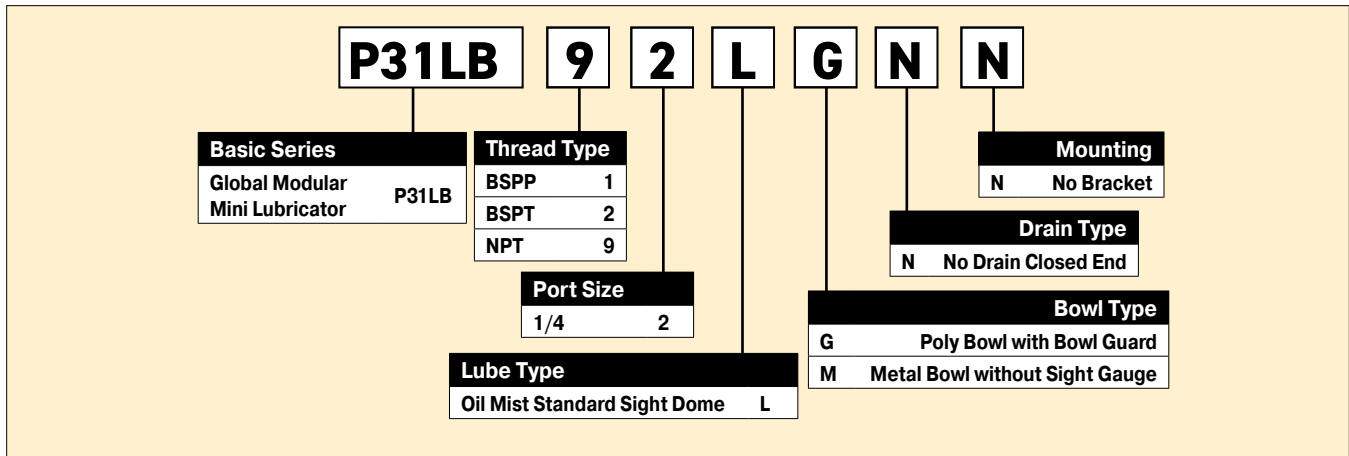 P31LB 9 2 L G N N
Basic Series
Global Modular
Mini Lubricator P31LB
Thread Type
BSPP 1
BSPT 2
NPT 9
Mounting
N No Bracket
Drain Type
N No Drain Closed End
Port Size
1/4 2
Bowl Type
G Poly Bowl with Bowl Guard
M Metal Bowl without Sight Gauge
Lube Type
Oil Mist Standard Sight Dome L